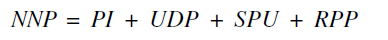 NNP = PI + UDP + SPU + RPP